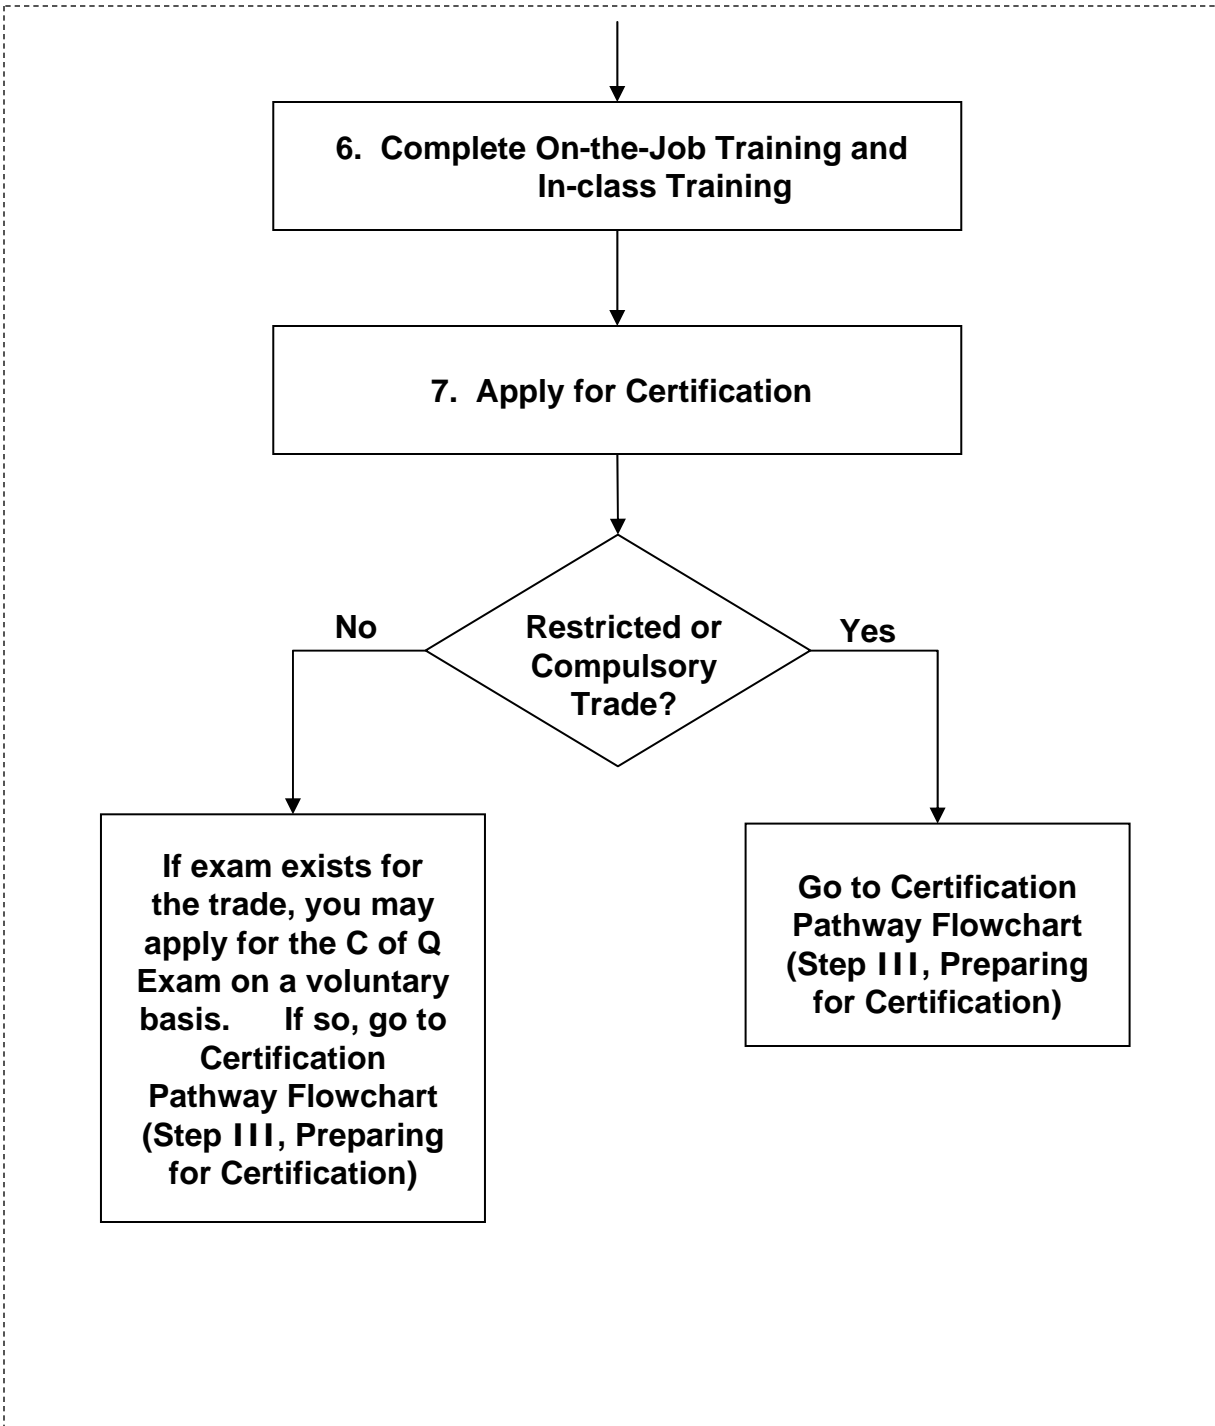 6. Complete On-the-Job Training and
In-class Training
7. Apply for Certification
No
Restricted or
Compulsory
Trade?
Yes
If exam exists for
the trade, you may
apply for the C of Q
Exam on a voluntary
basis. If so, go to
Certification
Pathway Flowchart
(Step III, Preparing
for Certification)
Go to Certification
Pathway Flowchart
(Step III, Preparing
for Certification)